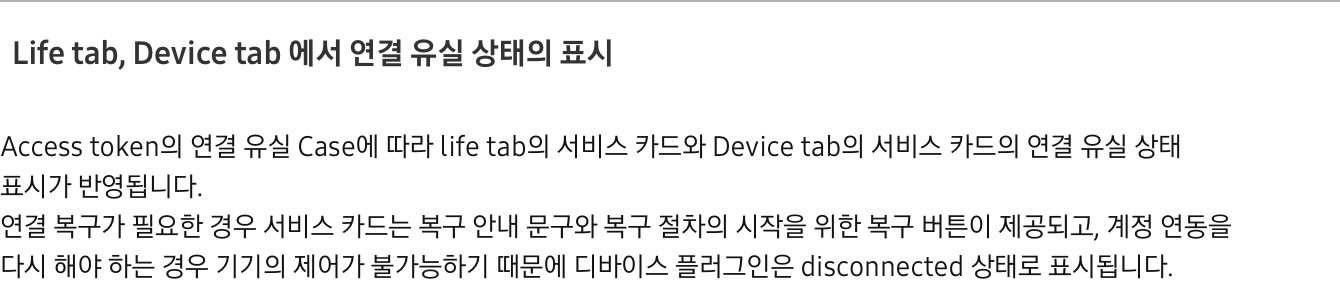 Life tab, Device tab 에서 연결 유실 상태의 표시
Access token의 연결 유실 Case에 따라 life tab의 서비스 카드와 Device tab의 서비스 카드의 연결 유실 상태
표시가 반영됩니다.
연결 복구가 필요한 경우 서비스 카드는 복구 안내 문구와 복구 절차의 시작을 위한 복구 버튼이 제공되고, 계정 연동을
다시 해야 하는 경우 기기의 제어가 불가능하기 때문에 디바이스 플러그인은 disconnected 상태로 표시됩니다.